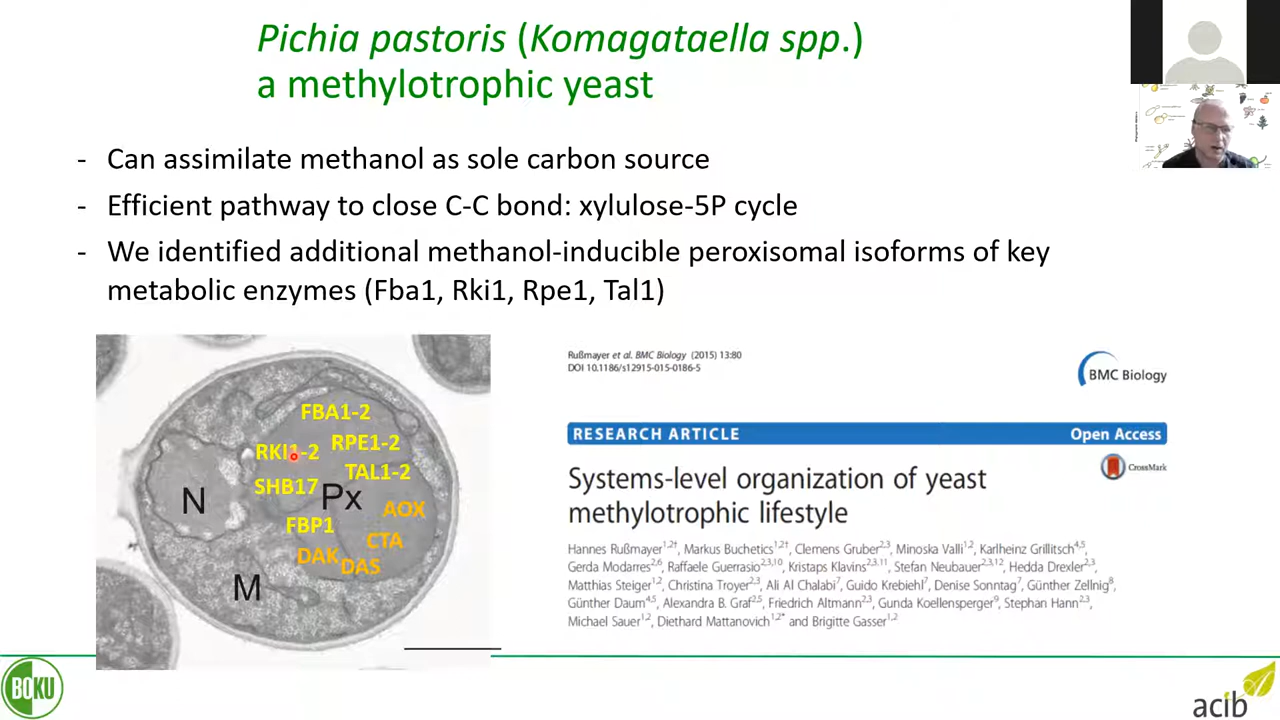 Pichia pastoris (Komagataella spp.)
a methylotrophic yeast
- Can assimilate methanol as sole carbon source
- Efficient pathway to close C-C bond: xylulose-5P cycle
- We identified additional methanol-inducible peroxisomal isoforms of key
metabolic enzymes (Fba1, Rki1, Rpe1, Tal1)
FBA1-2
RPE1-2
RKI1-2
TAL1-2
SHB17
Px
N
AOX
FBP1
CTA
DAK
DAS
M
Rußmayer et al. BMC Biology (2015) 13:80
DOI 10.1186/s12915-015-0186-5
BMC Biology
RESEARCH ARTICLE
Open Access
CrossMark
Systems-level organization of yeast
methylotrophic lifestyle
Hannes Rußmayer1,2†, Markus Buchetics1,2†, Clemens Gruber2,3, Minoska Valli1,2, Karlheinz Grillitsch4,5,
Gerda Modarres2,6, Raffaele Guerrasio2,3,10, Kristaps Klavins2,3,11, Stefan Neubauer2,3,12, Hedda Drexler2,3,
Matthias Steiger1,2, Christina Troyer2,3, Ali Al Chalabi7, Guido Krebiehl7, Denise Sonntag7, Günther Zellnig8,
Günther Daum4,5, Alexandra B. Graf2,5, Friedrich Altmann2,3, Gunda Koellensperger9, Stephan Hann2,3,
Michael Sauer1,2, Diethard Mattanovich1,2* and Brigitte Gasser1,2
BOKU
acib